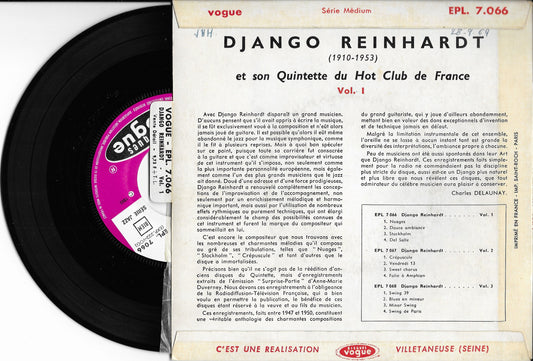 vogue
Série Médium
EPL. 7.066
JHH
28-9-69
DJANGO REINHARDT
(1910-1953)
et son Quintette du Hot Club de France
Vol. 1
Avec Django Reinhardt disparaît un grand musicien.
D'aucuns pensent que s'il avait appris à écrire la musique,
il se fût exclusivement voué à la composition et n'eût alors
jamais joué de guitare. Il est possible qu'alors il eût même
abandonné le jazz pour la musique symphonique, comme
il le fit à plusieurs reprises. Mais à quoi bon spéculer
sur ce point, puisque toute sa carrière fut consacrée
à la guitare et que c'est comme improvisateur et virtuose
de cet instrument qu'il s'imposa, non seulement comme
la plus importante personnalité européenne, mais égale-
ment comme l'un des plus grands musiciens que le jazz
ait donné. Doué d'une adresse et d'une force prodigieuses,
Django Reinhardt a renouvelé complètement les concep-
tions de l'improvisation et de l'accompagnement, non
seulement par un enrichissement mélodique et harmo-
nique important, mais aussi par l'obtention de nombreux
effets rythmiques ou purement techniques, qui ont élargi
considérablement le champ des possibilités connues de
cet instrument et firent la marque du compositeur que
sommeillait en lui.
C'est encore le compositeur que nous trouvons avec
les nombreuses et charmantes mélodies qu'il composa
au gré de ses tribulations, telles que "Nuages",
"Stockholm", "Crépuscule" et tant d'autres que le
disque a immortalisées.
Précisons bien qu'il ne s'agit pas de la réédition d'an-
ciens disques du Quintette, mais d'enregistrements
extraits de l'émission "Surprise-Partie" d'Anne-Marie
Duverney. Nous devons ces enregistrements à l'obligeance
de la Radiodiffusion-Télévision Française, qui a bien
voulu en permettre la publication, le bénéfice de ces
disques étant réservé à la veuve et au fils du musicien.
Ces enregistrements, faits entre 1947 et 1950, constituent
une véritable anthologie des charmantes compositions
du grand guitariste, qui y joue d'ailleurs abondamment,
mettant bien en valeur des dons exceptionnels d'invention
et de technique jamais en défaut.
Malgré la limitation instrumentale de cet ensembles,
l'oreille ne se lasse à aucun instant tant est grande la
diversité des interprétations, l'ambiance propre à chacune.
Peu de musiciens ont été aussi spontanés dans leur Art
que Django Reinhardt. Ces enregistrements faits simple-
ment pour la radio ne commandaient pas la discipline
plus stricte du disque, aussi est-ce un Django plus naturel
et plus libre que nous révèlent ces disques, que tout
admirateur du célèbre musicien aura plaisir à conserver.
Charles DELAUNAY.
EPL 7 066 Django Reinhardt . . . . . . . Vol. 1
1. Nuages
2. Douce ambiance
3. Stockholm
4. Del Salle
EPL 7.067 Django Reinhardt . . . . . . . Vol. 2
1. Crépuscule
2. Vendredi 13
3. Sweet chorus
4. Folie à Amphion
EPL 7 068 Django Reinhardt . . . . . . . Vol. 3
1. Swing 39
2. Blues en mineur
3. Minor Swing
4. Swing de Paris
IMPRIMÉ EN FRANCE - IMP. SAINT-ROCH - PARIS
C'EST UNE REALISATION
DISQUES
vogue
VILLETANEUSE (SEINE)
VOGUE - EPL 7.066
DJANGO REINHARDT
vogue
EPL
7066
SERIE JAZZ
BIEM